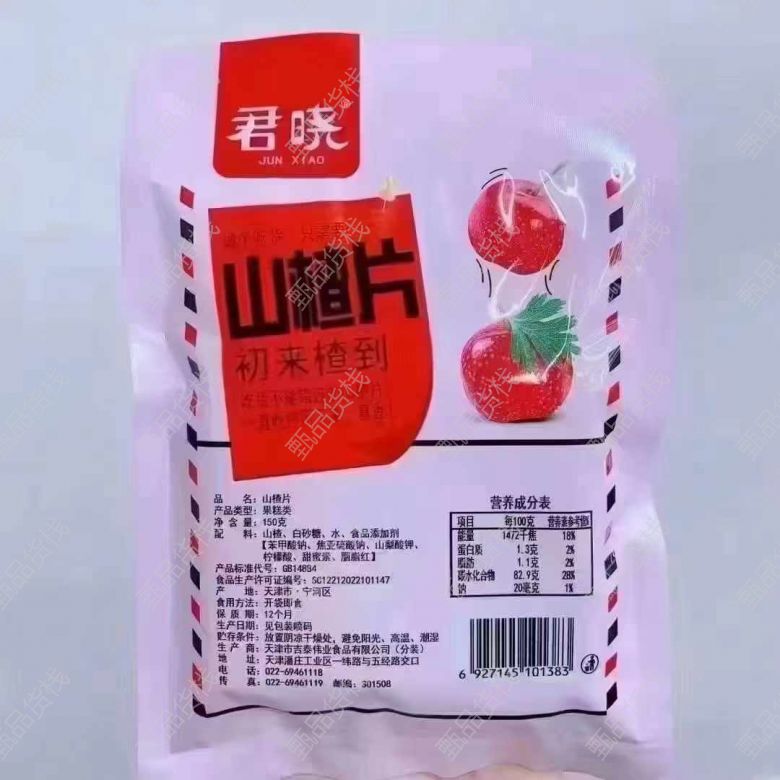 君晓
JUN XIAO
山楂片
初来楂到
品 名：山楂片
产品类型：果糕类
净 含 量：150克
配 料：山楂、白砂糖、水、食品添加剂
【苯甲酸钠、焦亚硫酸钠、山梨酸钾、
柠檬酸、甜蜜素、胭脂红】
产品标准代号：GB14884
食品生产许可证编号：SC12212022101147
产 地：天津市·宁河区
食用方法：开袋即食
保 质 期：12个月
生产日期：见包装喷码
贮存条件：放置阴凉干燥处，避免阳光、高温、潮湿
生 产 商：天津市吉泰伟业食品有限公司（分装）
地 址：天津潘庄工业区一纬路与五经路交口
电 话：022-69461118
传 真：022-69461119 邮编：301508
营养成分表
项目 每100克 营养素参考值%
能量 1472千焦 18%
蛋白质 1.3克 2%
脂肪 1.1克 2%
碳水化合物 82.9克 28%
钠 20毫克 1%
6 927145 101383
甄品货栈